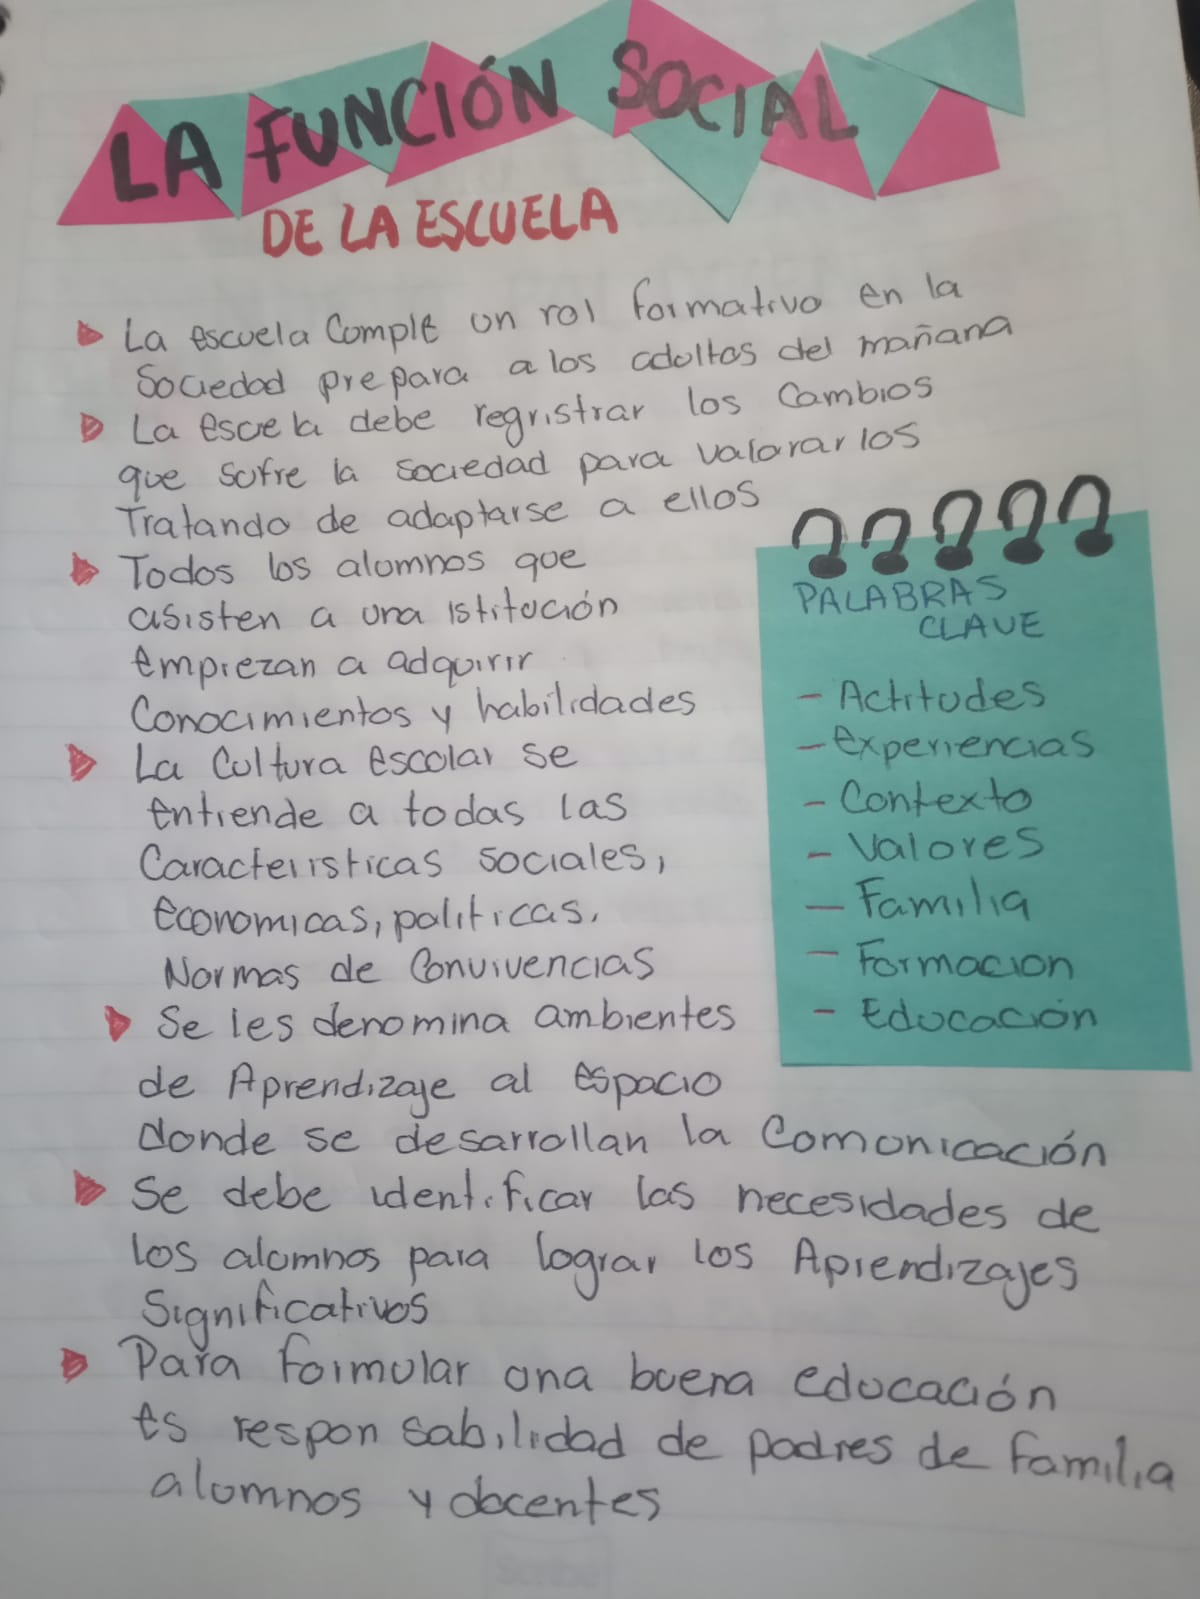 LA FUNCIÓN SOCIAL
DE LA ESCUELA
La escuela Comple un rol formativo en la
Sociedad prepara a los adultos del mañana
La escuela debe regristrar los Cambios
que sufre la sociedad para valorarlos
Tratando de adaptarse a ellos
Todos los alumnos que
asisten a una istitución
empiezan a adquirir
Conocimientos y habilidades
La Cultura escolar se
entiende a todas las
Caracteristicas sociales,
economicas, politicas,
Normas de Convivencias
Se les denomina ambientes
de Aprendizaje al espacio
donde se desarrollan la Comunicación
Se debe identificar las necesidades de
los alumnos para lograr los Aprendizajes
Significativos
Para formular una buena educación
es responsabilidad de padres de familia
alumnos y docentes
PALABRAS
CLAVE
- Actitudes
- experiencias
- Contexto
- Valores
- Familia
- Formacion
- Educación
Scribe